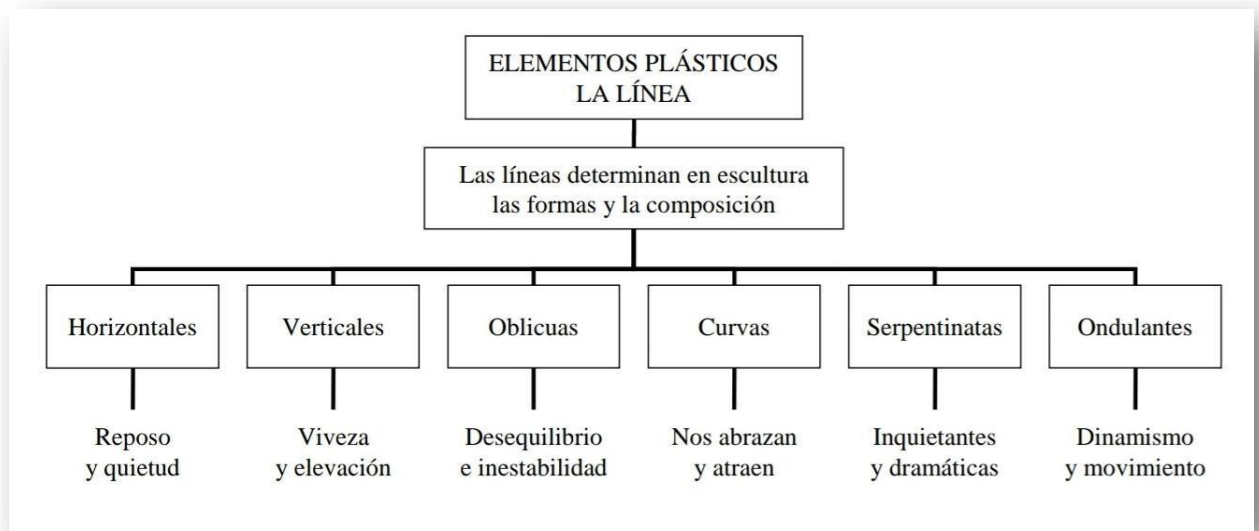 ELEMENTOS PLÁSTICOS
LA LÍNEA
Las líneas determinan en escultura
las formas y la composición
Horizontales
Verticales
Oblicuas
Curvas
Serpentinatas
Ondulantes
Reposo
y quietud
Viveza
y elevación
Desequilibrio
e inestabilidad
Nos abrazan
y atraen
Inquietantes
y dramáticas
Dinamismo
y movimiento